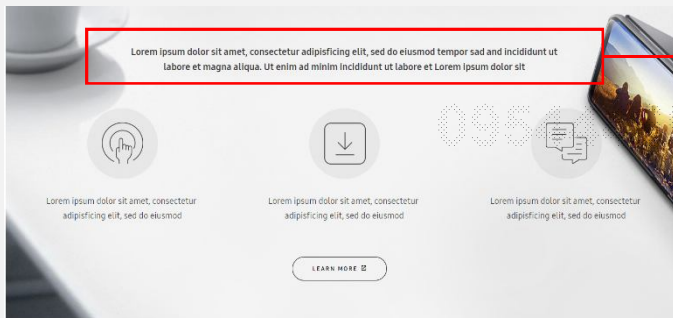 Lorem ipsum dolor sit amet, consectetur adipisficing elit, sed do eiusmod tempor sad and incididunt ut
labore et magna aliqua. Ut enim ad minim incididunt ut labore et Lorem ipsum dolor sit
Lorem ipsum dolor sit amet, consectetur
adipisficing elit, sed do eiusmod
Lorem ipsum dolor sit amet, consectetur
adipisficing elit, sed do eiusmod
Lorem ipsum dolor sit amet, consectetur
adipisficing elit, sed do eiusmod
LEARN MORE